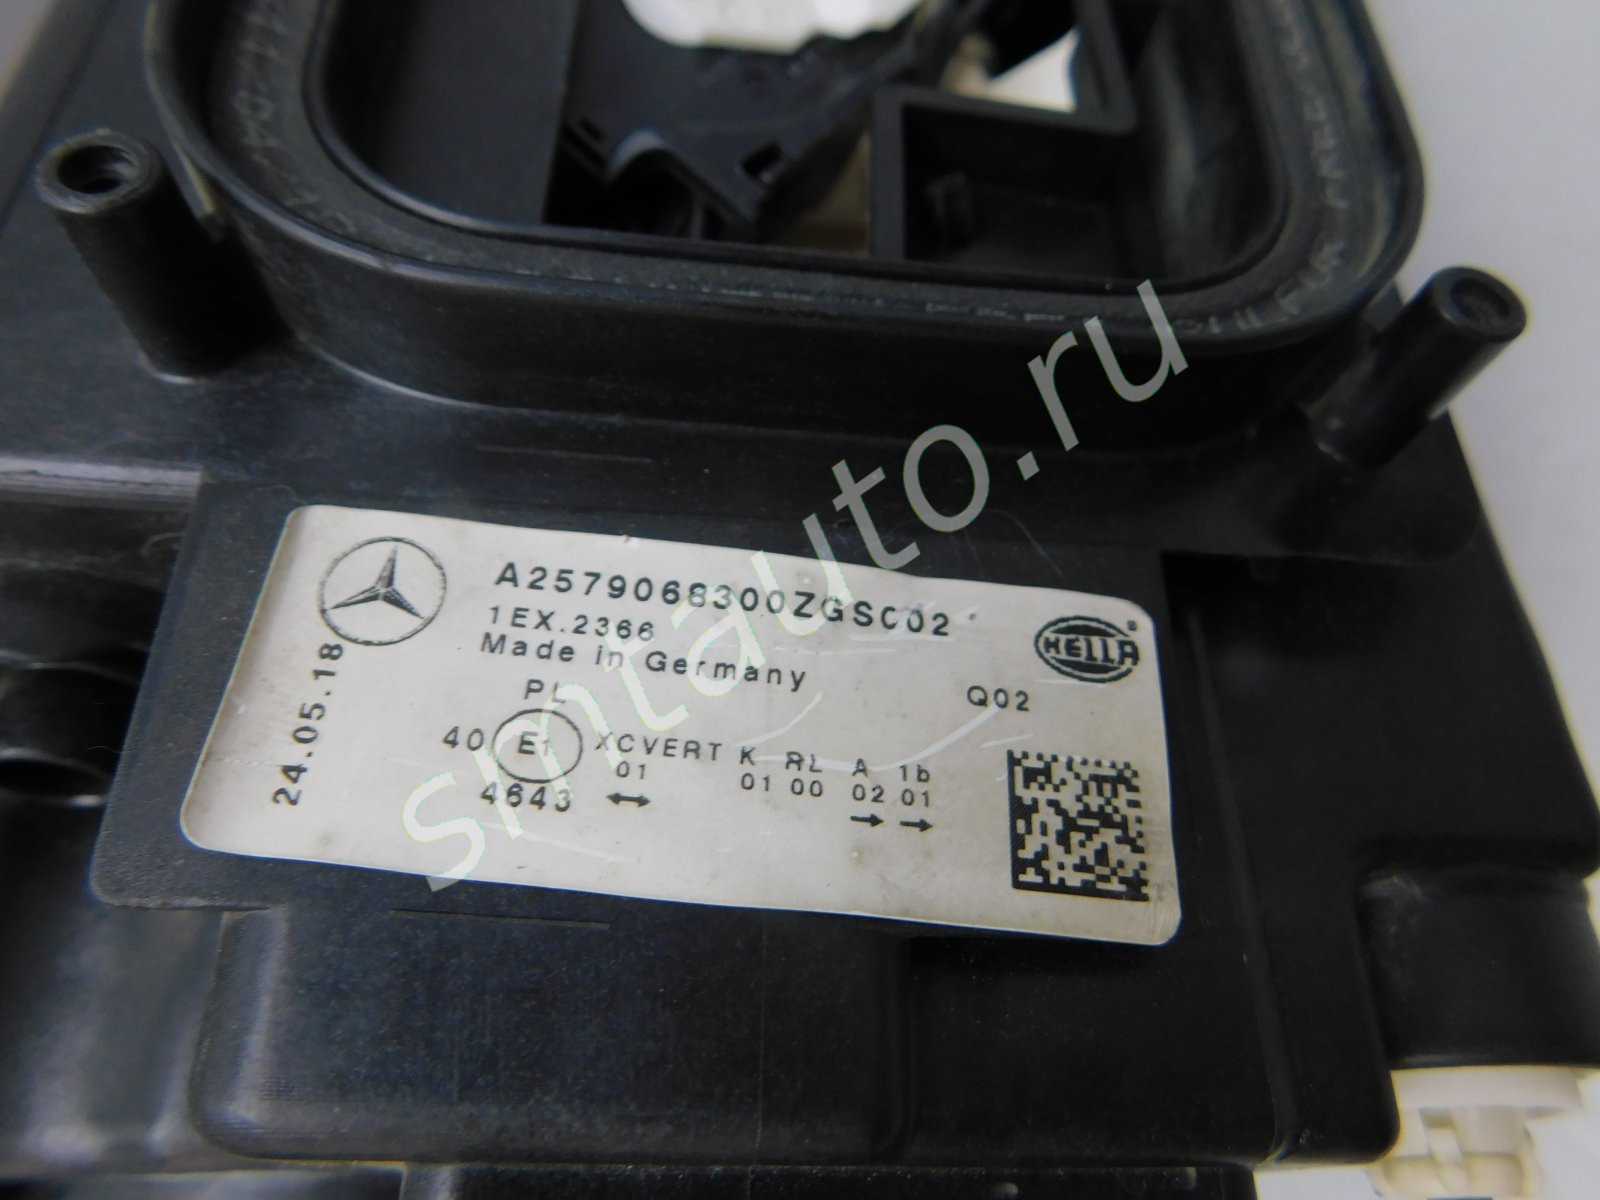 A2579068300ZGSC02
1EX.2366
Made in Germany
HELLA
PL
Q02
40 E1 XCVERT K RL A 1b
01 01 00 02 01
4643
24.05.18
smtauto.ru